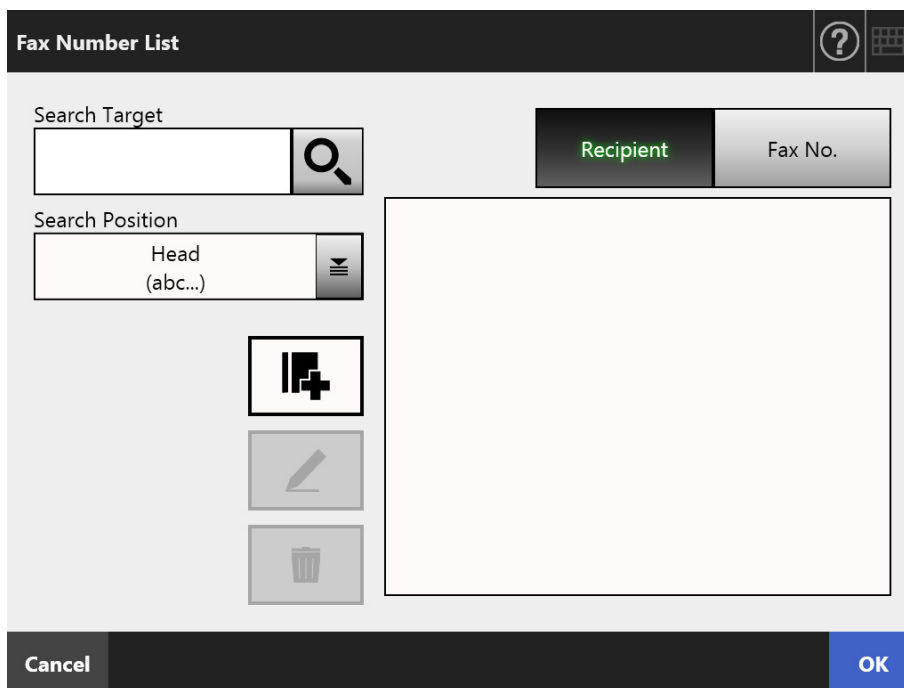 Fax Number List
?
Search Target
Recipient
Fax No.
Search Position
Head
(abc...)
Cancel
OK